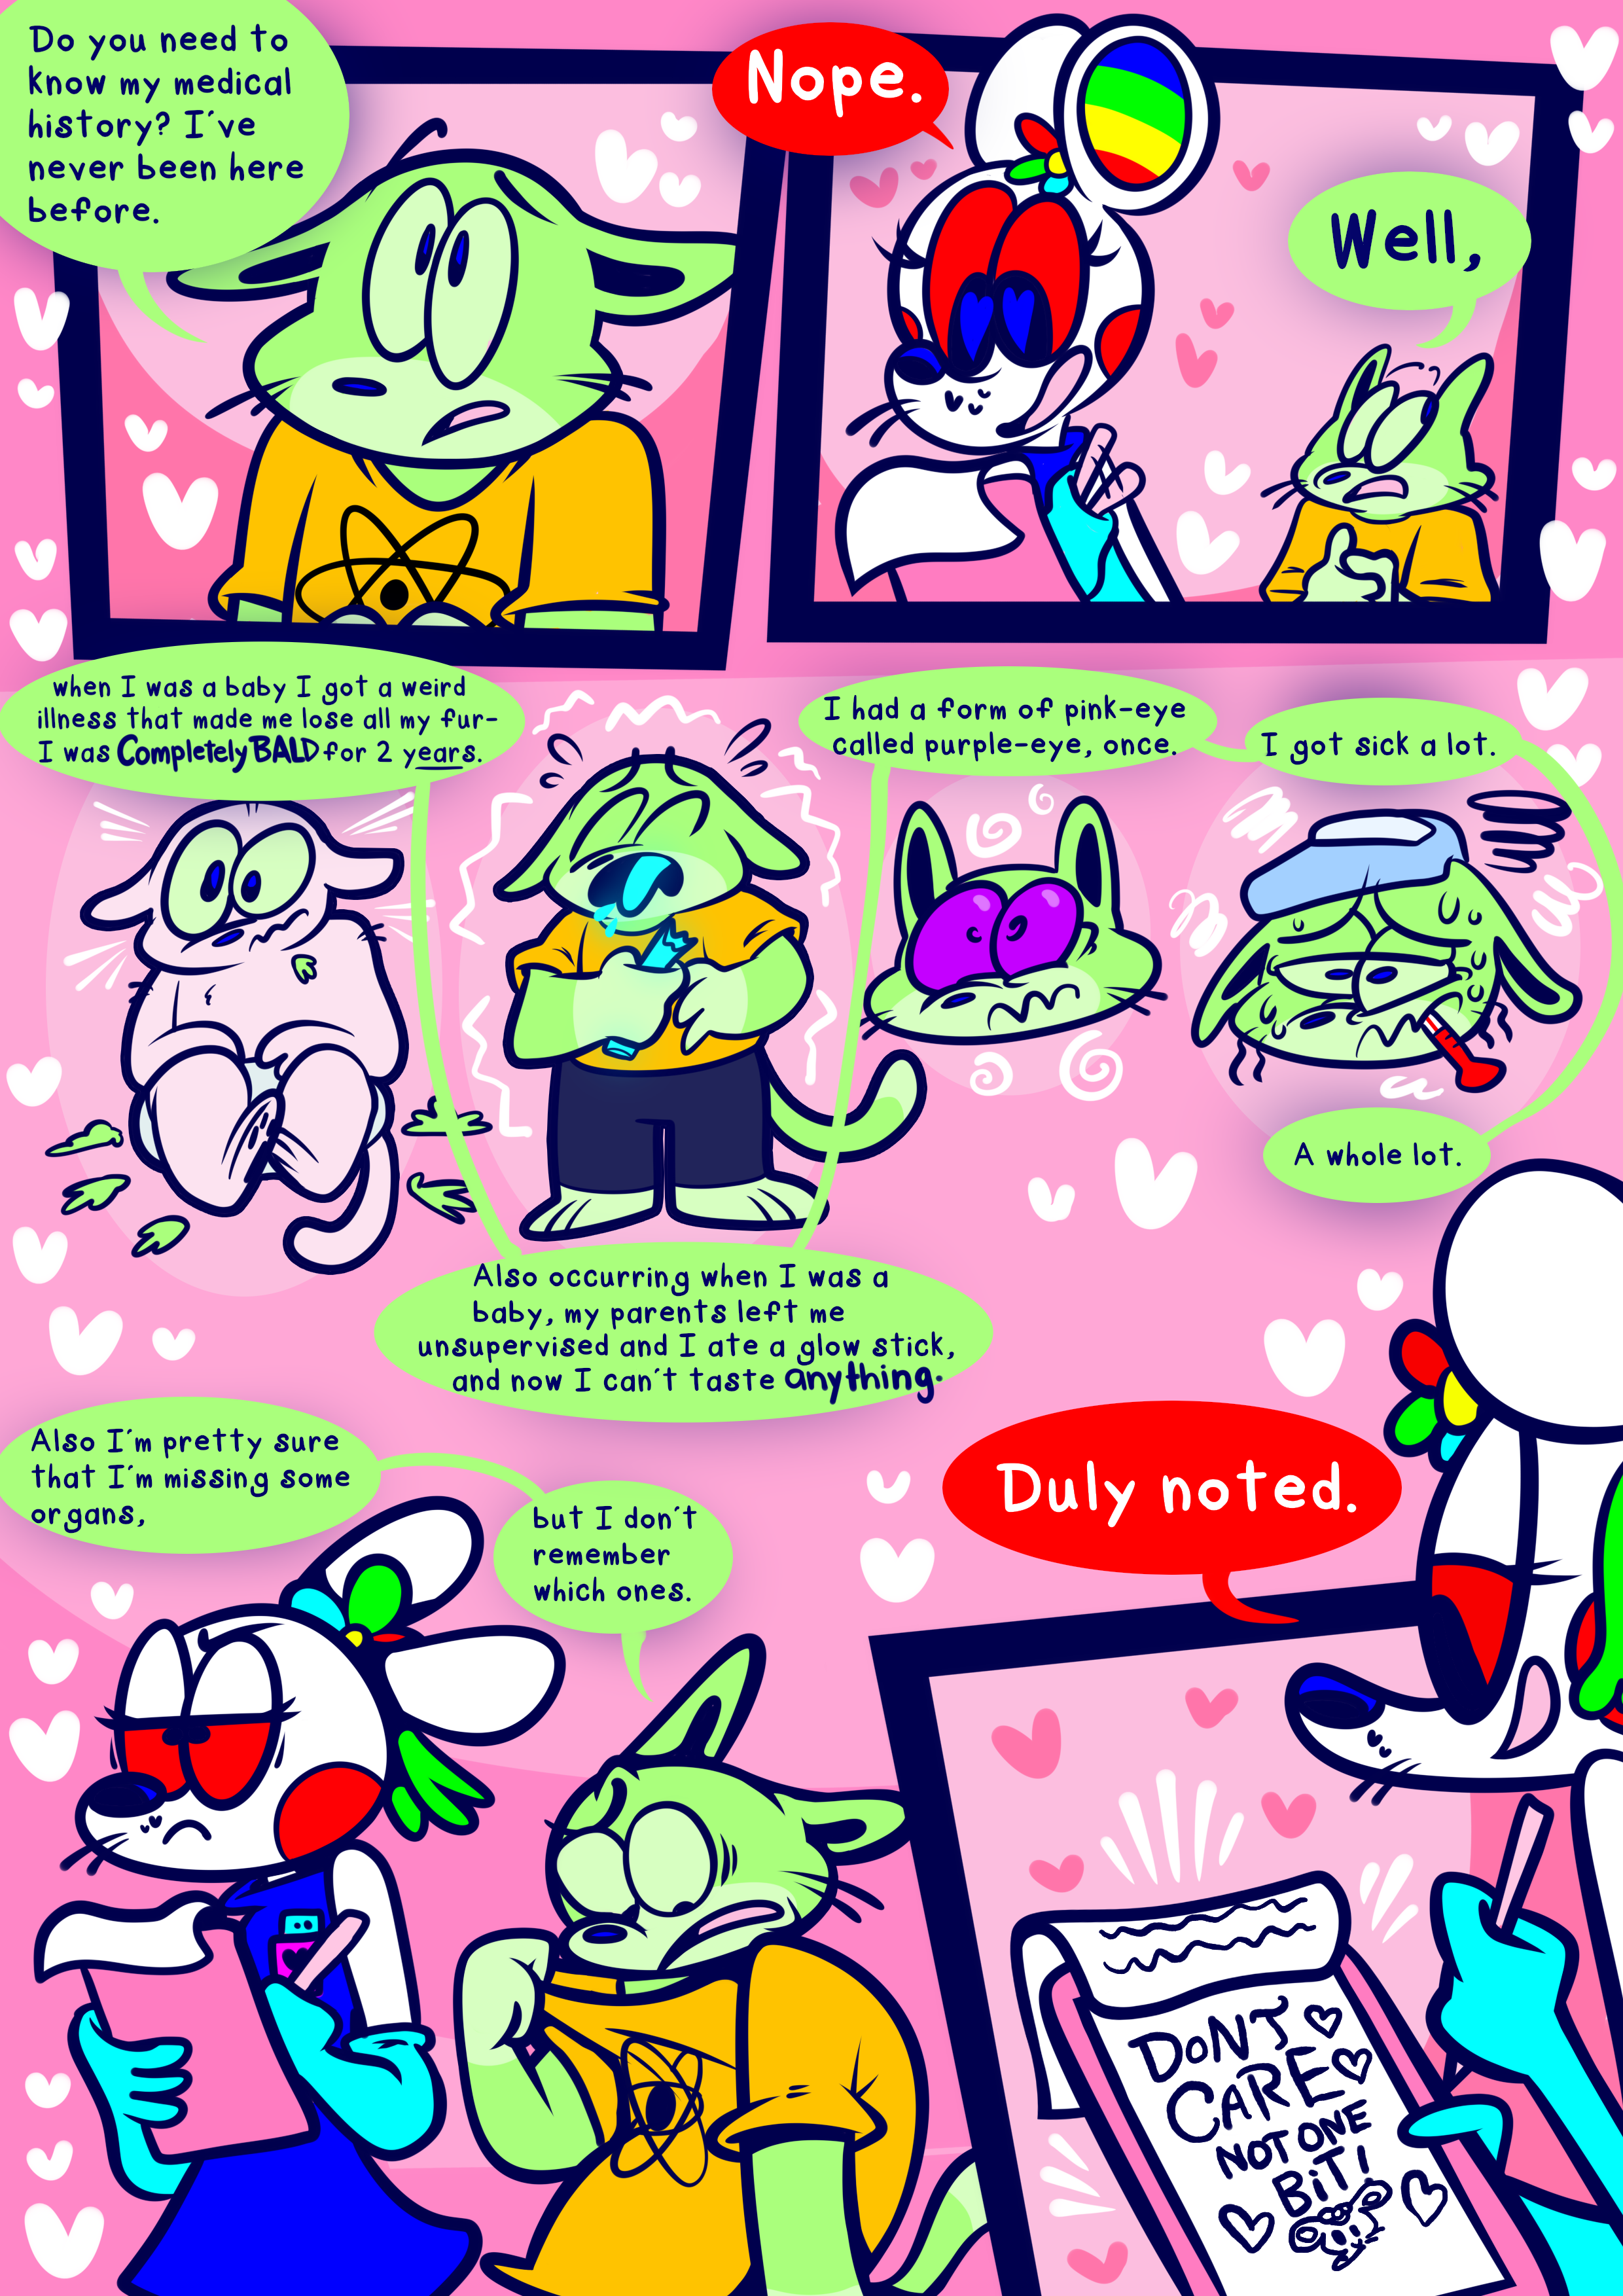 Do you need to
know my medical
history? I've
never been here
before.
Nope.
Well,
when I was a baby I got a weird
illness that made me lose all my fur-
I was Completely BALD for 2 years.
Also occurring when I was a
baby, my parents left me
unsupervised and I ate a glow stick,
and now I can't taste anything.
I had a form of pink-eye
called purple-eye, once.
I got sick a lot.
A whole lot.
Also I'm pretty sure
that I'm missing some
organs,
but I don't
remember
which ones.
Duly noted.
DON'T
CARE
NOT ONE
BiT!